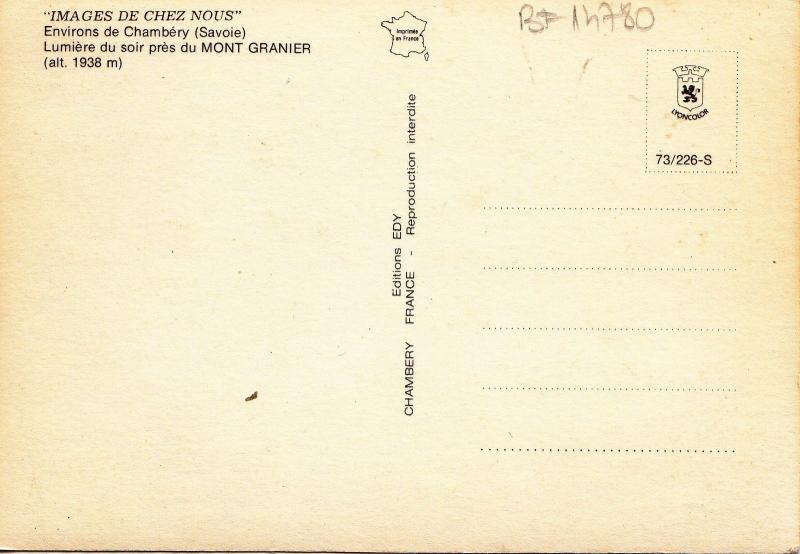 "IMAGES DE CHEZ NOUS"
Environs de Chambéry (Savoie)
Lumière du soir près du MONT GRANIER
(alt. 1938 m)
Imprimée
en France
BF 14780
LYONCOLOR
73/226-S
Editions EDY
CHAMBERY FRANCE - Reproduction interdite